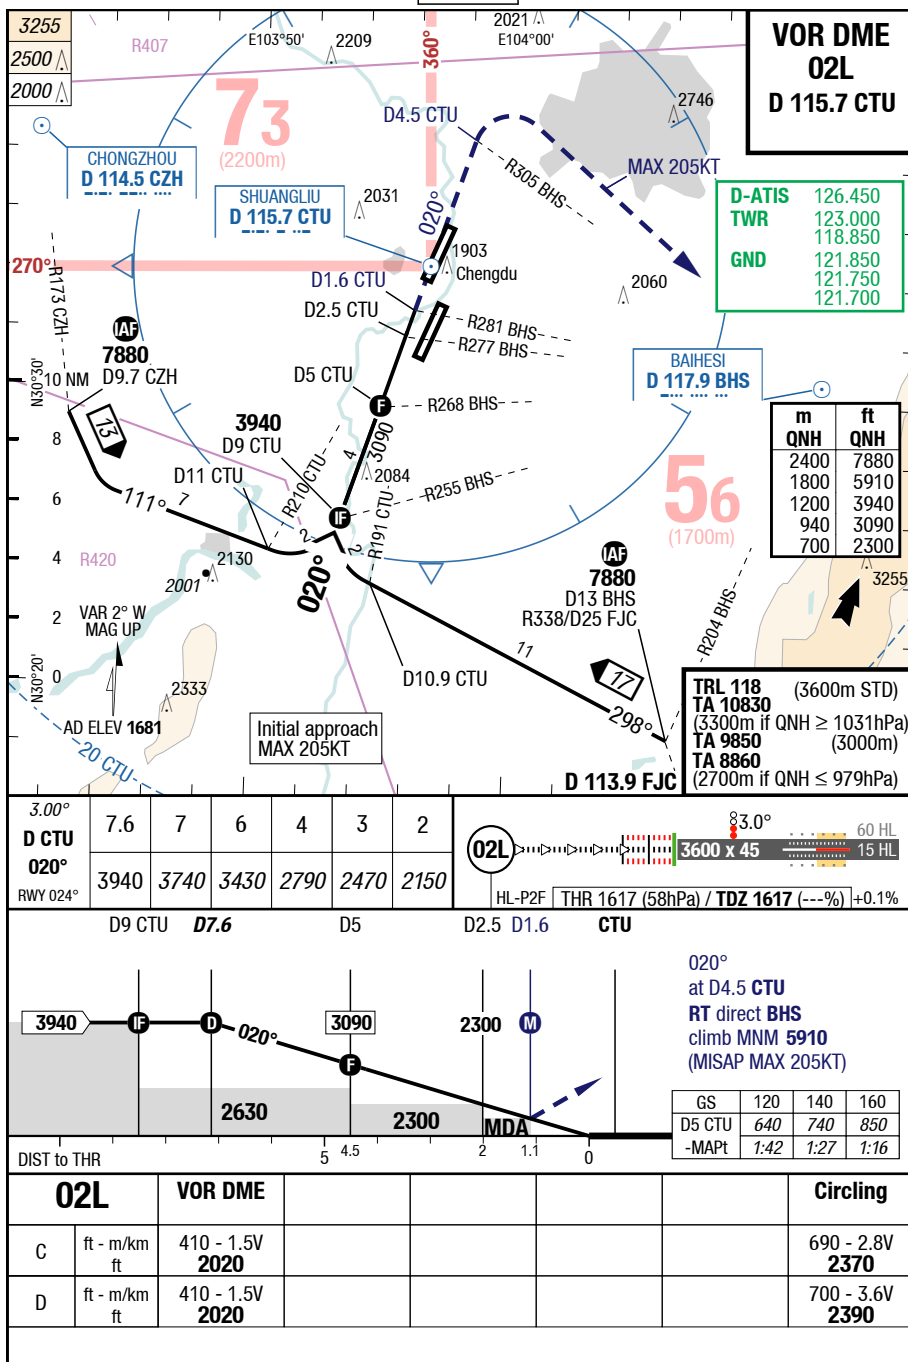 3255
2500
2000
R407
E103°50'
2209
360°
2021
E104°00'
VOR DME
02L
D 115.7 CTU
73
(2200m)
D4.5 CTU
2746
CHONGZHOU
D 114.5 CZH
R305 BHS
MAX 205KT
SHUANGLIU
D 115.7 CTU
2031
020°
D-ATIS 126.450
TWR 123.000
118.850
GND 121.850
121.750
121.700
1903
Chengdu
270°
R173 CZH
D1.6 CTU
2060
D2.5 CTU
R281 BHS
R277 BHS
IAF
7880
D9.7 CZH
N30°30'
10 NM
D5 CTU
BAIHESI
D 117.9 BHS
F
R268 BHS
13
3940
D9 CTU
m ft
QNH QNH
2400 7880
1800 5910
1200 3940
940 3090
700 2300
8
4
3090
2084
D11 CTU
R210 CTU
R255 BHS
56
(1700m)
111°
7
6
IF
R191 CTU
2
2
4
R420
2130
2001
020°
IAF
7880
D13 BHS
R338/D25 FJC
3255
VAR 2° W
MAG UP
2
R204 BHS
11
N30°20'
0
D10.9 CTU
17
2333
AD ELEV 1681
298°
Initial approach
MAX 205KT
20 CTU
D 113.9 FJC
TRL 118 (3600m STD)
TA 10830
(3300m if QNH ≥ 1031hPa)
TA 9850 (3000m)
TA 8860
(2700m if QNH ≤ 979hPa)
3.00°
D CTU 7.6 7 6 4 3 2
020°
RWY 024° 3940 3740 3430 2790 2470 2150
02L
3.0°
3600 x 45
60 HL
15 HL
HL-P2F THR 1617 (58hPa) / TDZ 1617 (---%) +0.1%
D9 CTU D7.6 D5 D2.5 D1.6 CTU
020°
at D4.5 CTU
RT direct BHS
climb MNM 5910
(MISAP MAX 205KT)
3940 IF D 020° 3090 2300 M
F
2630
2300
MDA
GS 120 140 160
D5 CTU 640 740 850
-MAPt 1:42 1:27 1:16
DIST to THR 5 4.5 2 1.1 0
02L VOR DME Circling
C ft - m/km 410 - 1.5V 690 - 2.8V
ft 2020 2370
D ft - m/km 410 - 1.5V 700 - 3.6V
ft 2020 2390